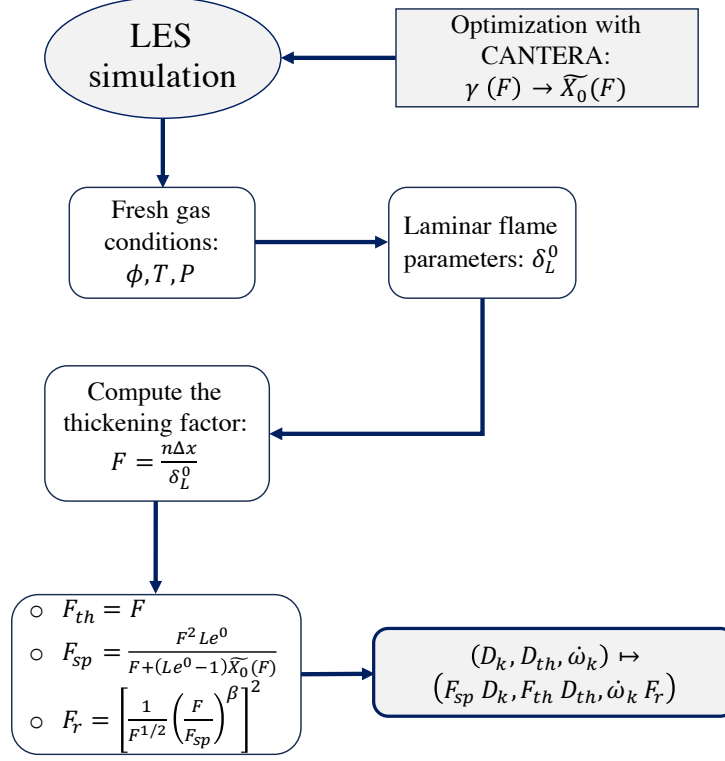 LES
simulation
Optimization with
CANTERA:
γ (F) → X̃₀(F)
Fresh gas
conditions:
ϕ, T, P
Laminar flame
parameters: δ_L^0
Compute the
thickening factor:
F = nΔx / δ_L^0
○ F_th = F
○ F_sp = F² Le⁰ / F+(Le⁰−1)X̃₀(F)
○ F_r = [1/F^{1/2} (F/F_sp)^β]²
(D_k, D_th, ω̇_k) ↦
(F_sp D_k, F_th D_th, ω̇_k F_r)